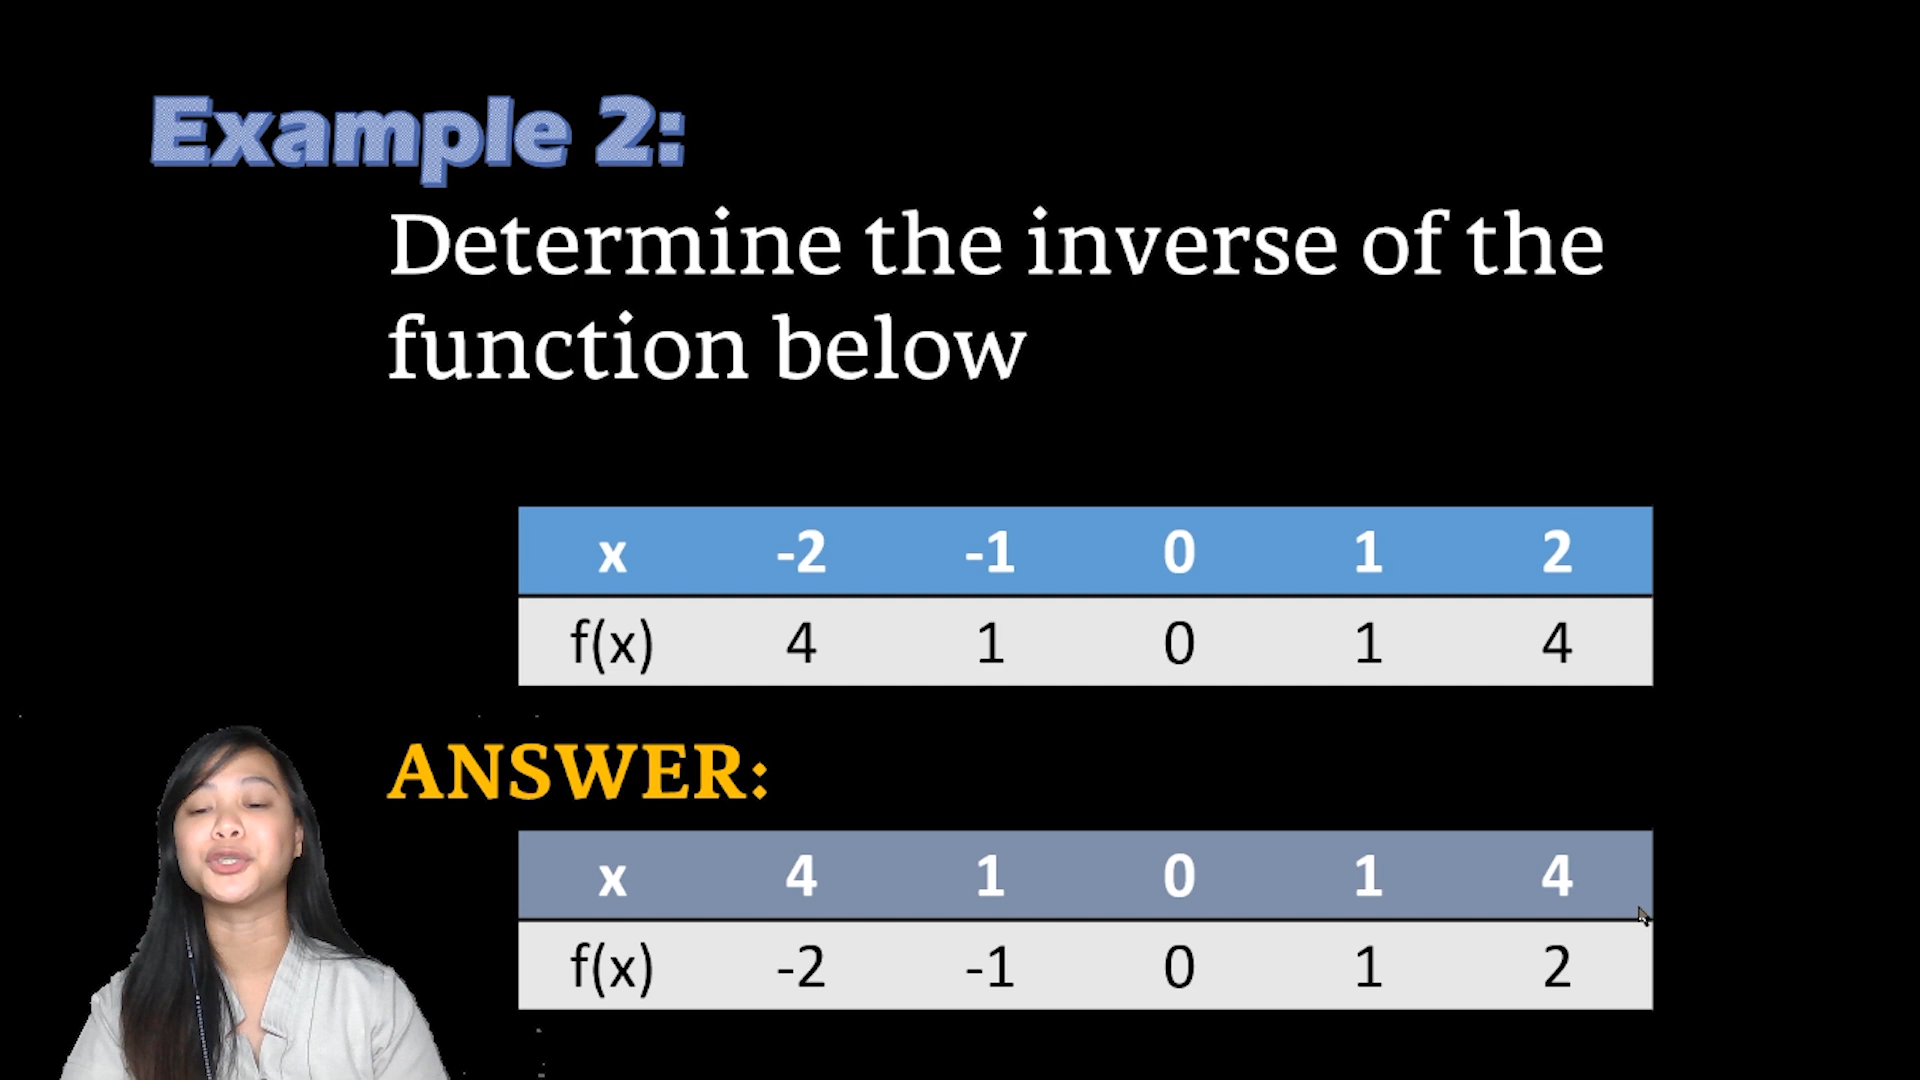 Example 2:
Determine the inverse of the
function below
x -2 -1 0 1 2
f(x) 4 1 0 1 4
ANSWER:
x 4 1 0 1 4
f(x) -2 -1 0 1 2